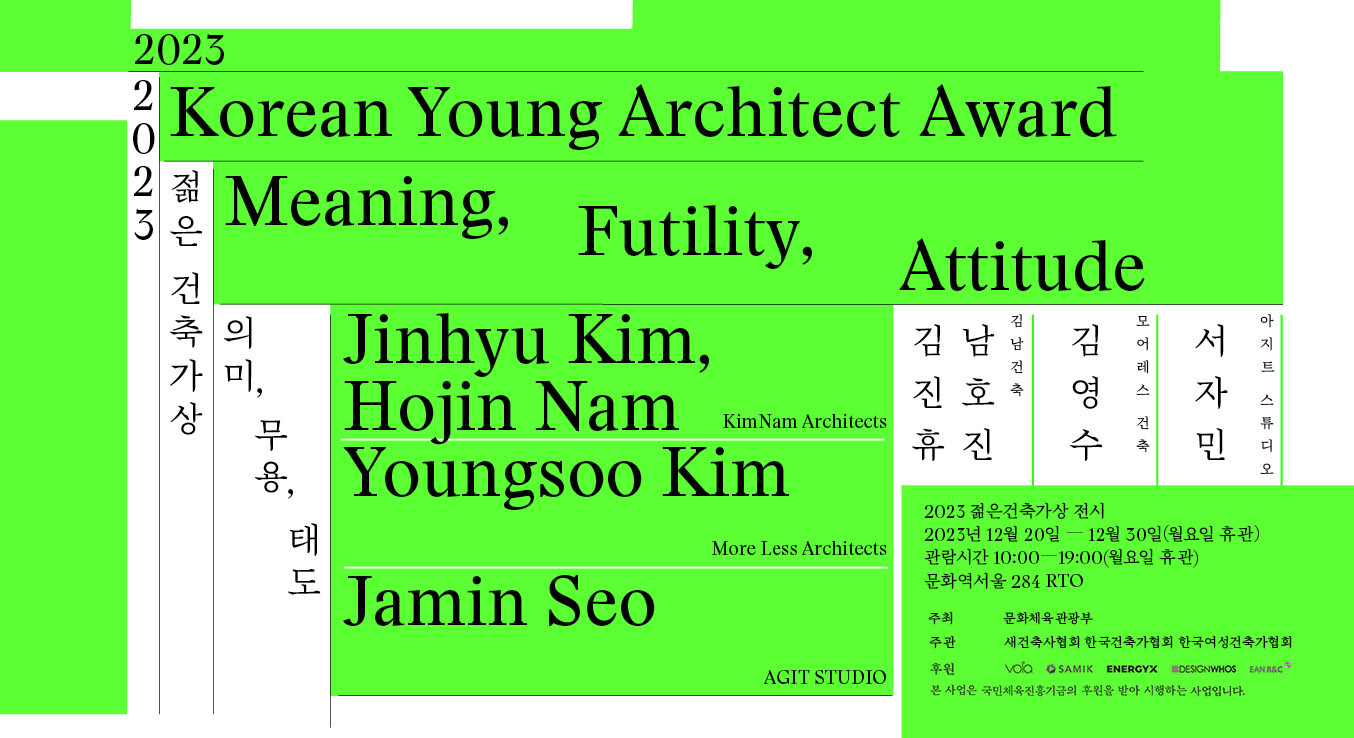 2023
2023
Korean Young Architect Award
젊은 건축가상
Meaning,
Futility,
Attitude
의미,
무용,
태도
Jinhyu Kim,
Hojin Nam
KimNam Architects
Youngsoo Kim
More Less Architects
Jamin Seo
AGIT STUDIO
김진휴
남호진
김남건축
김영수
모어레스 건축
서자민
아지트 스튜디오
2023 젊은건축가상 전시
2023년 12월 20일 — 12월 30일(월요일 휴관)
관람시간 10:00—19:00(월요일 휴관)
문화역서울 284 RTO
주최 문화체육관광부
주관 새건축사협회 한국건축가협회 한국여성건축가협회
후원 vola SAMIK ENERGYX DESIGNWHOS EAN R&C
본 사업은 국민체육진흥기금의 후원을 받아 시행하는 사업입니다.